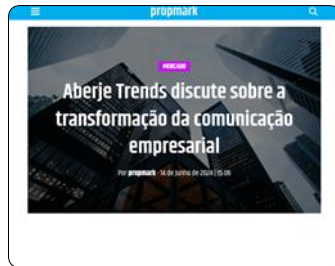 propmark
MERCADO
Aberje Trends discute sobre a
transformação da comunicação
empresarial
Por propmark - 14 de junho de 2024 | 15:06